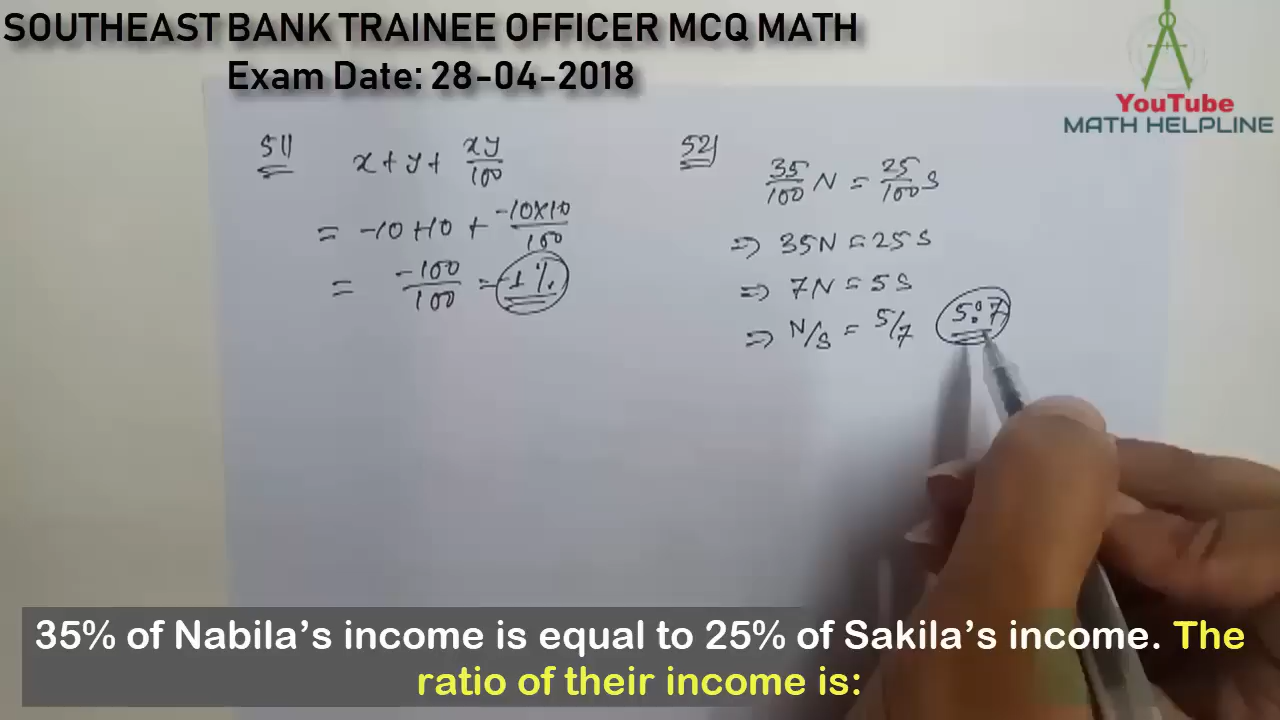 SOUTHEAST BANK TRAINEE OFFICER MCQ MATH
Exam Date: 28-04-2018
YouTube
MATH HELPLINE
51)
x + y + xy/100
= -10+10 + -10×10/100
= -100/100 = -1%
52)
35/100 N = 25/100 S
⇒ 35N = 25S
⇒ 7N = 5S
⇒ N/S = 5/7 5:7
35% of Nabila’s income is equal to 25% of Sakila’s income. The
ratio of their income is: